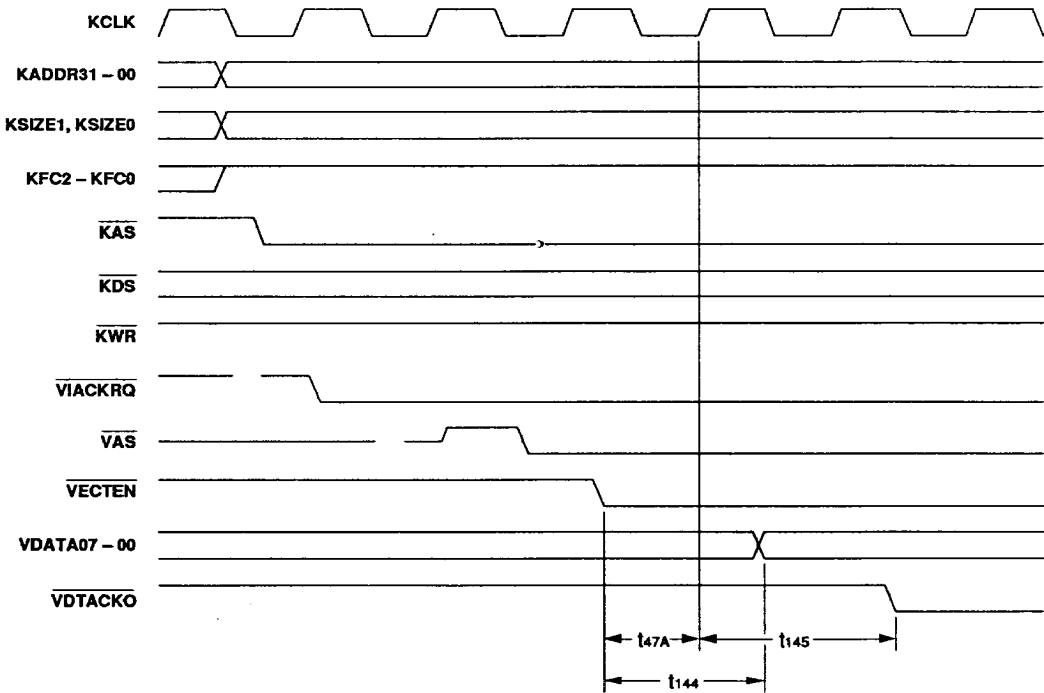 KCLK
KADDR31 – 00
KSIZE1, KSIZE0
KFC2 – KFC0
KAS
KDS
KWR
VIACKRQ
VAS
VECTEN
VDATA07 – 00
VDTACKO
t47A
t145
t144